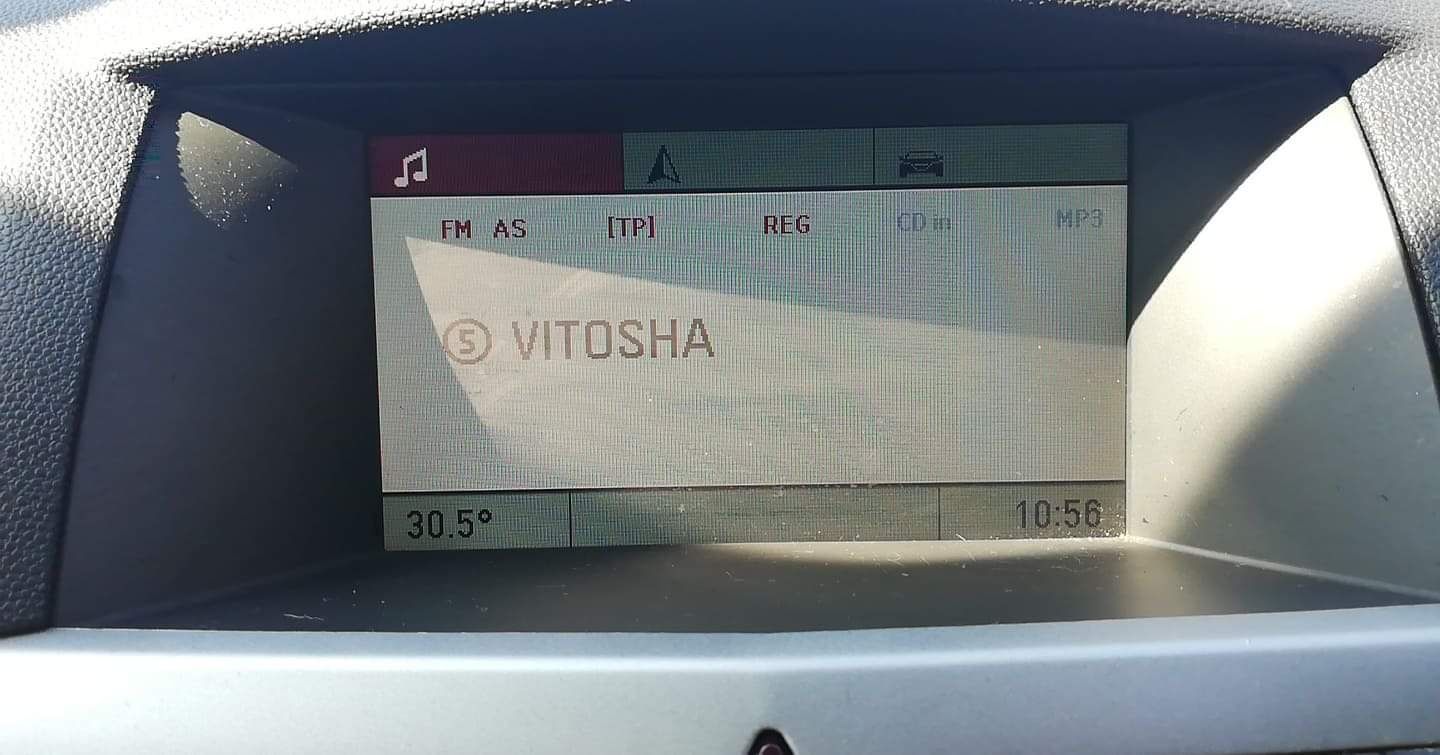 FM AS [TP] REG CD in MP3
5 VITOSHA
30.5° 10:56